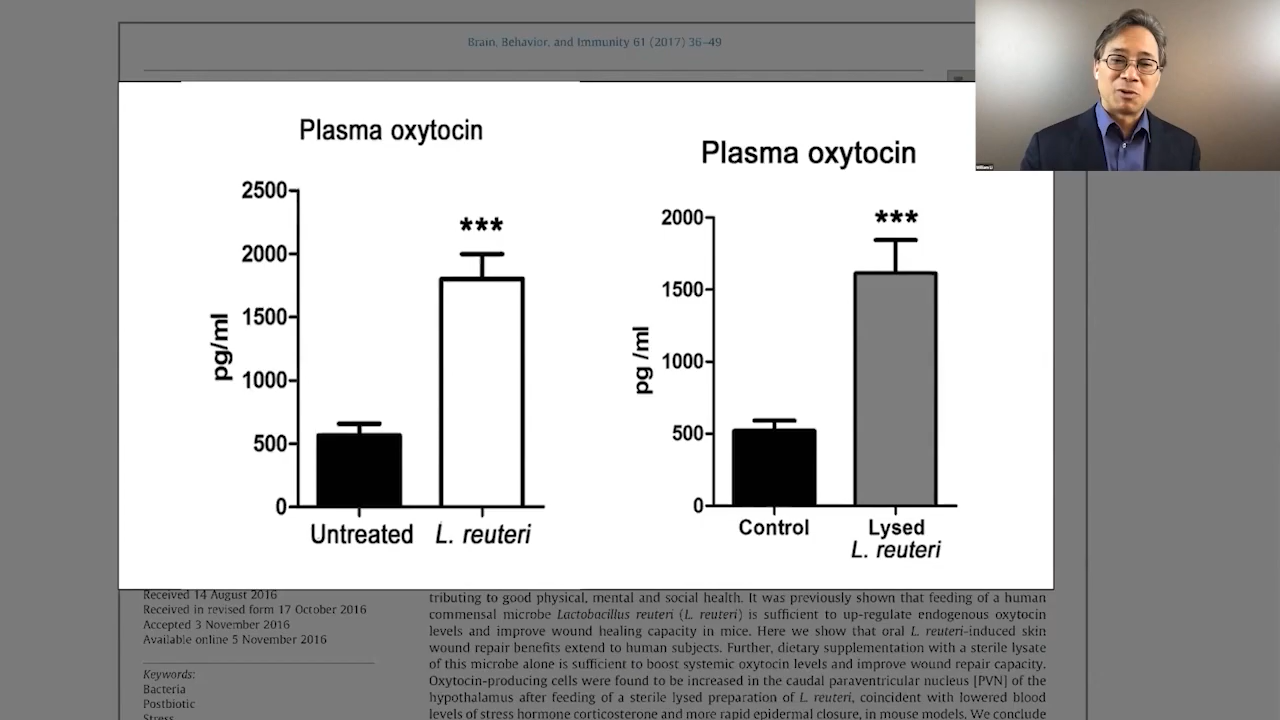 Brain, Behavior, and Immunity 61 (2017) 36–49
Plasma oxytocin
2500
2000
1500
1000
500
0
pg/ml
***
Untreated
L. reuteri
Plasma oxytocin
2000
1500
1000
500
0
pg /ml
***
Control
Lysed
L. reuteri
Received 14 August 2016
Received in revised form 17 October 2016
Accepted 3 November 2016
Available online 5 November 2016
Keywords:
Bacteria
Postbiotic
Stress
tributing to good physical, mental and social health. It was previously shown that feeding of a human
commensal microbe Lactobacillus reuteri (L. reuteri) is sufficient to up-regulate endogenous oxytocin
levels and improve wound healing capacity in mice. Here we show that oral L. reuteri-induced skin
wound repair benefits extend to human subjects. Further, dietary supplementation with a sterile lysate
of this microbe alone is sufficient to boost systemic oxytocin levels and improve wound repair capacity.
Oxytocin-producing cells were found to be increased in the caudal paraventricular nucleus [PVN] of the
hypothalamus after feeding of a sterile lysed preparation of L. reuteri, coincident with lowered blood
levels of stress hormone corticosterone and more rapid epidermal closure, in mouse models. We conclude